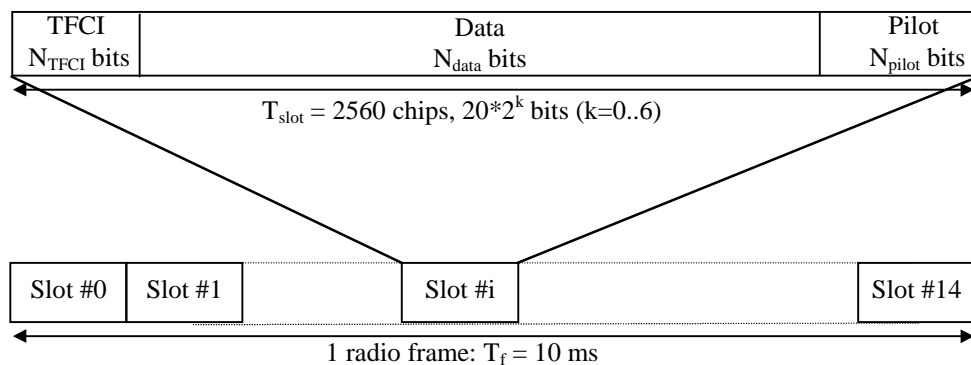 TFCI Data Pilot
N_TFCI bits N_data bits N_pilot bits
T_slot = 2560 chips, 20*2^k bits (k=0..6)
Slot #0 Slot #1 Slot #i Slot #14
1 radio frame: T_f = 10 ms